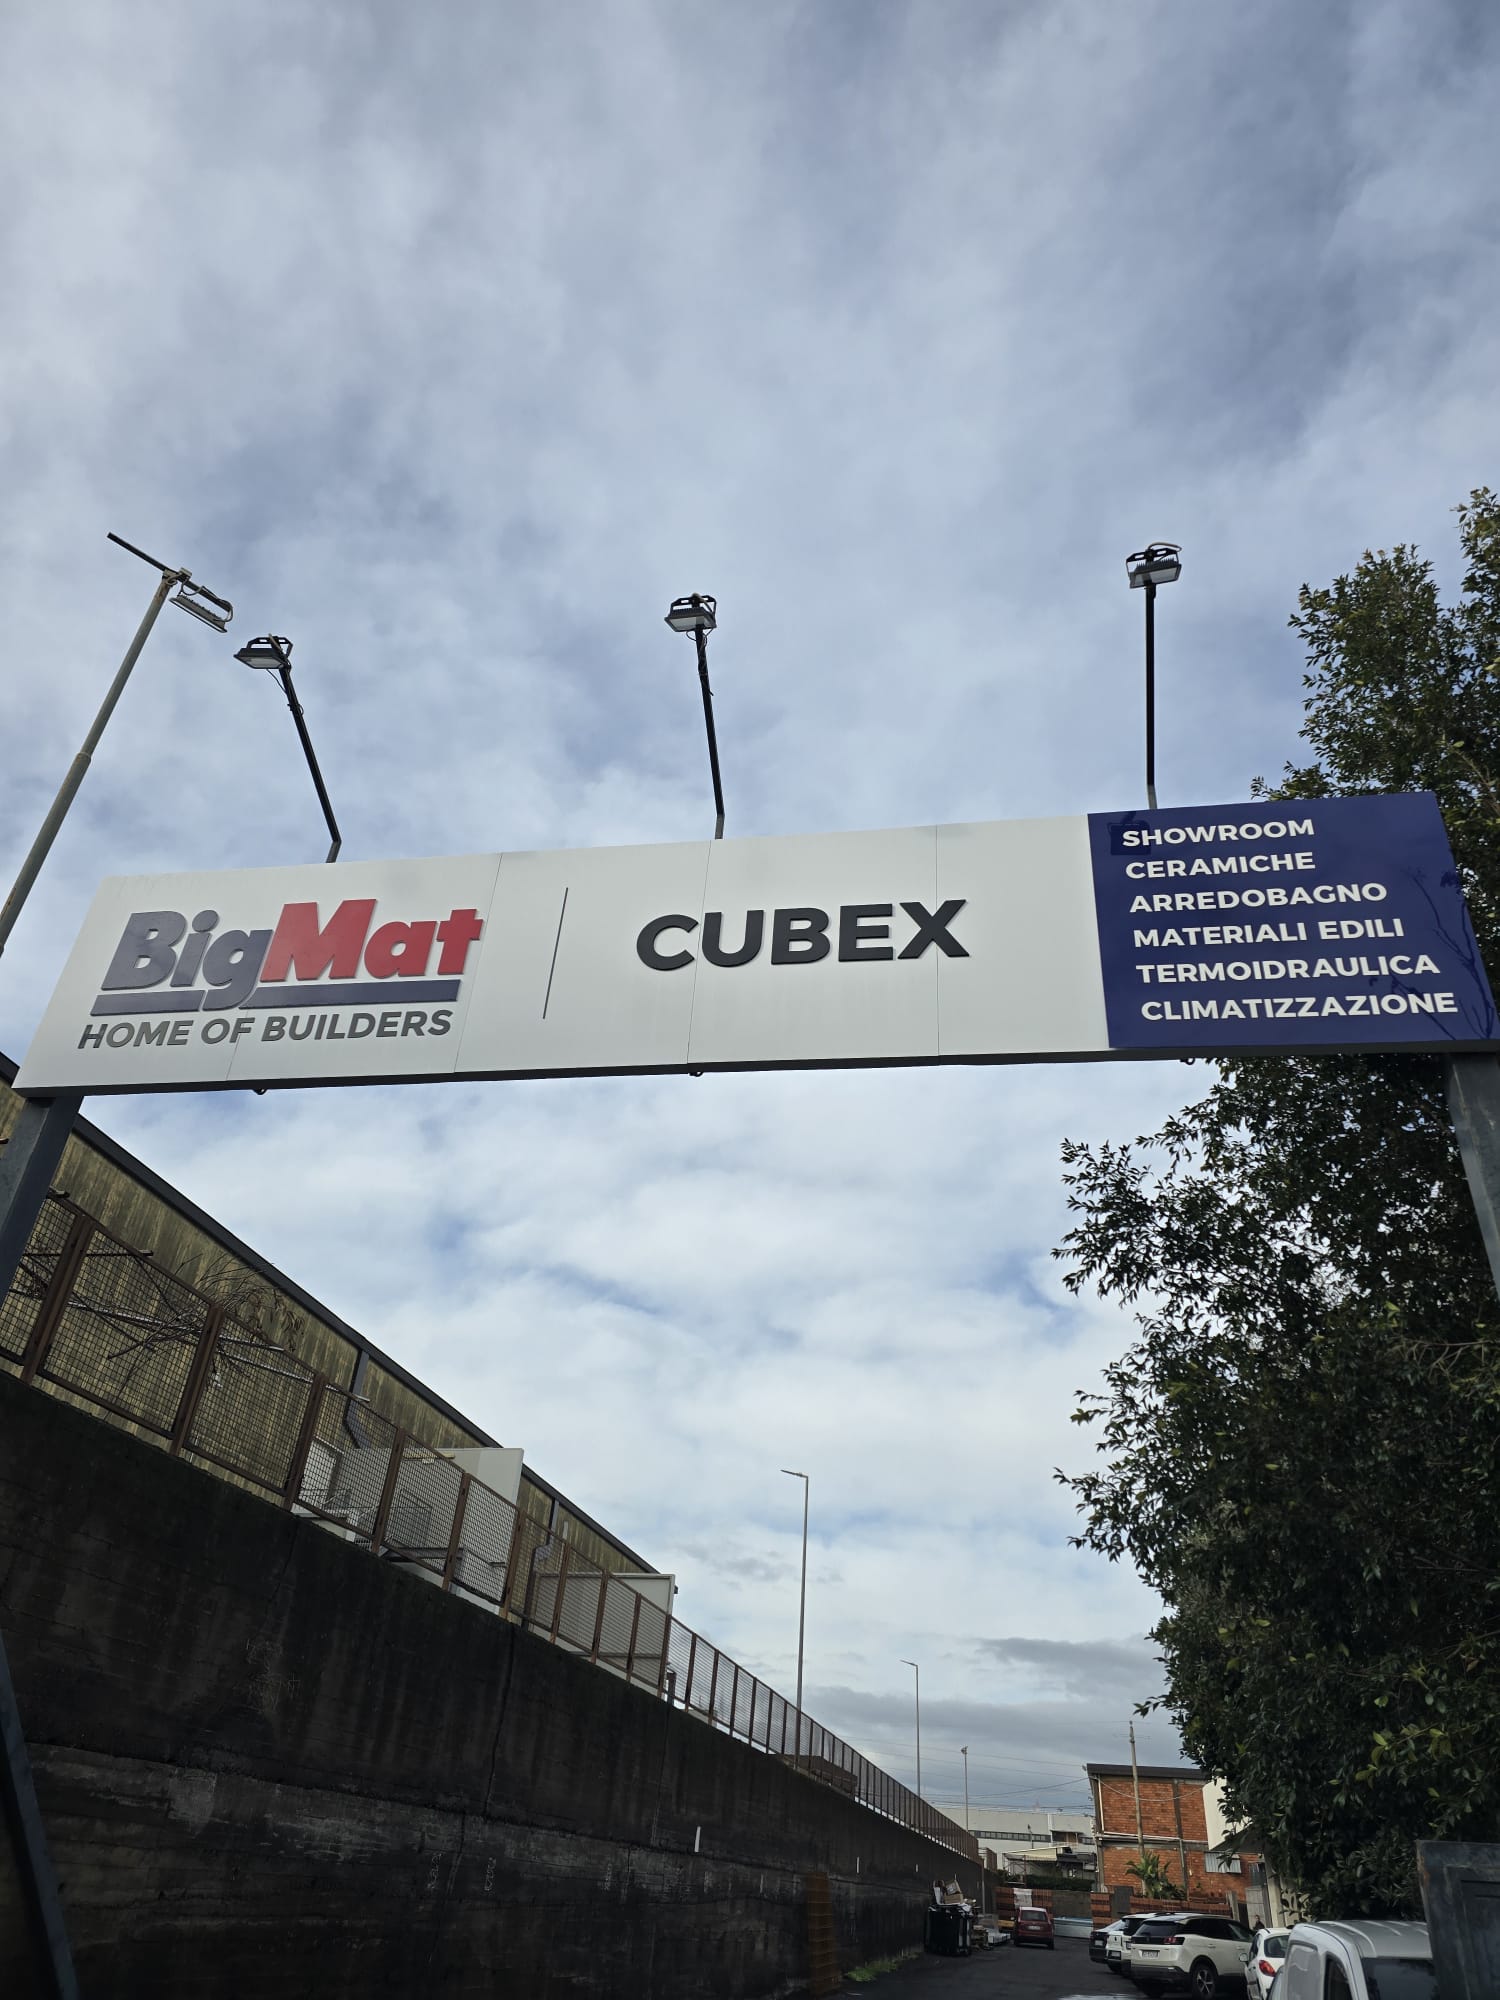 BigMat
HOME OF BUILDERS
CUBEX
SHOWROOM
CERAMICHE
ARREDOBAGNO
MATERIALI EDILI
TERMOIDRAULICA
CLIMATIZZAZIONE